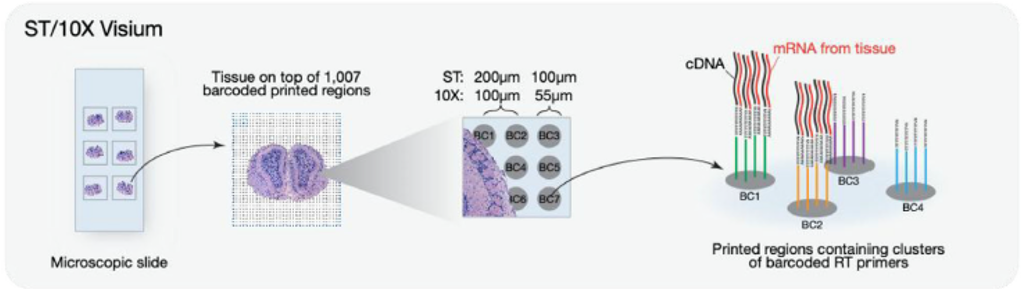 ST/10X Visium
Tissue on top of 1,007
barcoded printed regions
ST: 200µm 100µm
10X: 100µm 55µm
cDNA
mRNA from tissue
BC1 BC2 BC3
BC4 BC5
BC7
BC1
BC2
BC3
BC4
Microscopic slide
Printed regions containing clusters
of barcoded RT primers